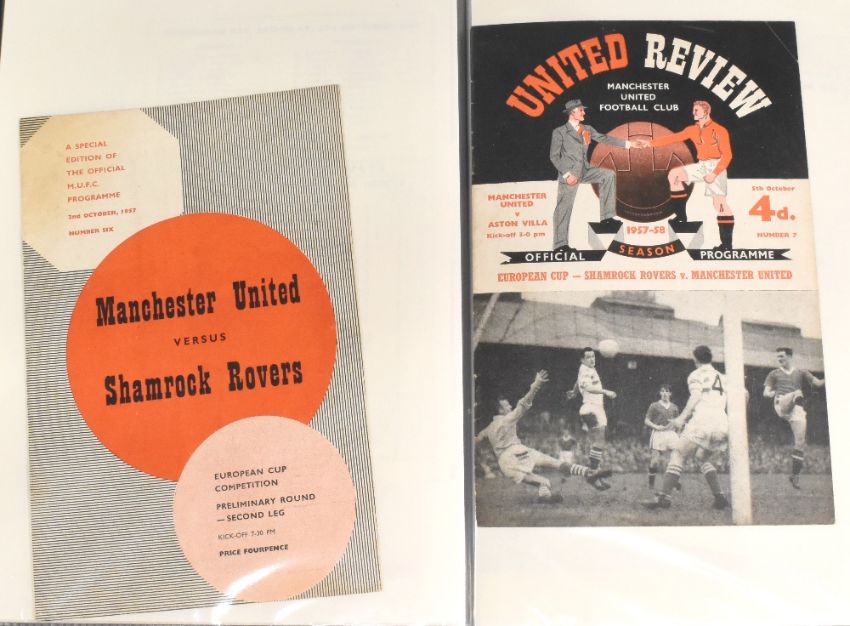 A SPECIAL
EDITION OF
THE OFFICIAL
M.U.F.C.
PROGRAMME
2nd OCTOBER, 1957
NUMBER SIX
Manchester United
VERSUS
Shamrock Rovers
EUROPEAN CUP
COMPETITION
PRELIMINARY ROUND
—SECOND LEG
KICK-OFF 7-30 PM
PRICE FOURPENCE
UNITED REVIEW
MANCHESTER
UNITED
FOOTBALL CLUB
MANCHESTER
UNITED
v
ASTON VILLA
Kick-off 3-0 pm
5th October
4d.
NUMBER 7
1957-58
SEASON
OFFICIAL PROGRAMME
EUROPEAN CUP — SHAMROCK ROVERS v. MANCHESTER UNITED
4